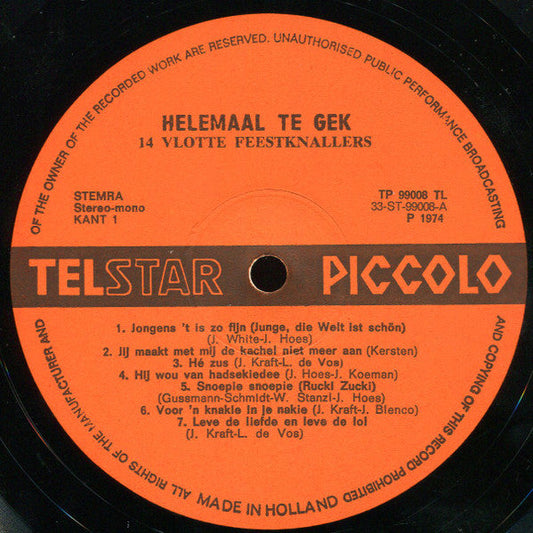 OF THE OWNER OF THE RECORDED WORK ARE RESERVED. UNAUTHORISED PUBLIC PERFORMANCE BROADCASTING
HELEMAAL TE GEK
14 VLOTTE FEESTKNALLERS
STEMRA
Stereo-mono
KANT 1
TP 99008 TL
33-ST-99008-A
P 1974
TELSTAR PICCOLO
1. Jongens 't is zo fijn (Junge, die Welt ist schön)
(J. White-J. Hoes)
2. Jij maakt met mij de kachel niet meer aan (Kersten)
3. Hé zus (J. Kraft-L. de Vos)
4. Hij wou van hadsekiedee (J. Hoes-J. Koeman)
5. Snoepie snoepie (Rucki Zucki)
(Gussmann-Schmidt-W. Stanzl-J. Hoes)
6. Voor 'n knakie in je nakie (J. Kraft-J. Blenco)
7. Leve de liefde en leve de lol
(J. Kraft-L. de Vos)
AND COPYING OF THIS RECORD PROHIBITED
MADE IN HOLLAND
ALL RIGHTS OF THE MANUFACTURER AND